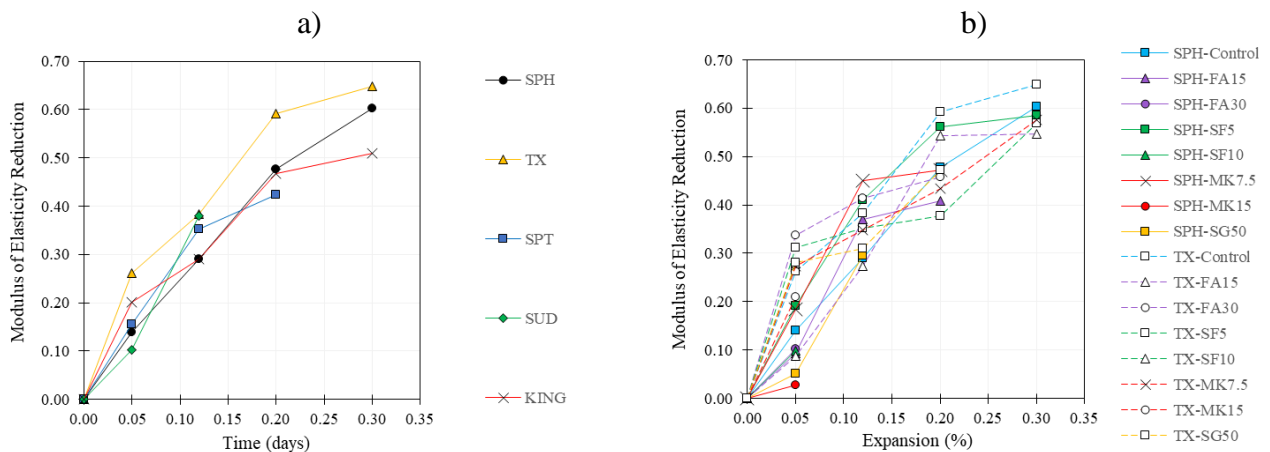 a)
0.70
0.60
0.50
0.40
0.30
0.20
0.10
0.00
0.00 0.05 0.10 0.15 0.20 0.25 0.30 0.35
Modulus of Elasticity Reduction
Time (days)
SPH
TX
SPT
SUD
KING
b)
0.70
0.60
0.50
0.40
0.30
0.20
0.10
0.00
0.00 0.05 0.10 0.15 0.20 0.25 0.30 0.35
Modulus of Elasticity Reduction
Expansion (%)
SPH-Control
SPH-FA15
SPH-FA30
SPH-SF5
SPH-SF10
SPH-MK7.5
SPH-MK15
SPH-SG50
TX-Control
TX-FA15
TX-FA30
TX-SF5
TX-SF10
TX-MK7.5
TX-MK15
TX-SG50